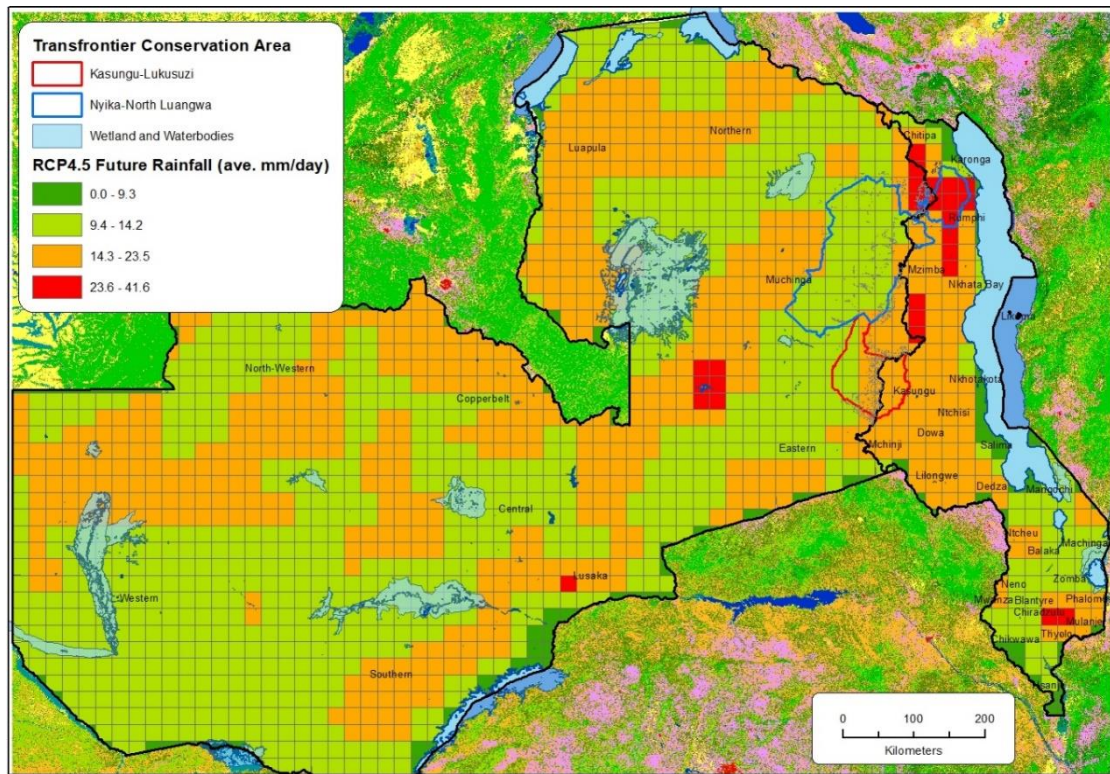 Transfrontier Conservation Area
Kasungu-Lukusuzi
Nyika-North Luangwa
Wetland and Waterbodies
RCP4.5 Future Rainfall (ave. mm/day)
0.0 - 9.3
9.4 - 14.2
14.3 - 23.5
23.6 - 41.6
Northern
Chitipa
Luapula
Karonga
Rumphi
Muchinga
Mzimba
Nkhata Bay
Likoma
North-Western
Nkhotakota
Kasungu
Copperbelt
Ntchisi
Dowa
Eastern
Mchinji
Salima
Lilongwe
Dedza
Mangochi
Central
Ntcheu
Machinga
Balaka
Lusaka
Zomba
Neno
Western
Mwanza
Blantyre
Phalombe
Chiradzulu
Mulanje
Thyolo
Chikwawa
Southern
Nsanje
0 100 200
Kilometers